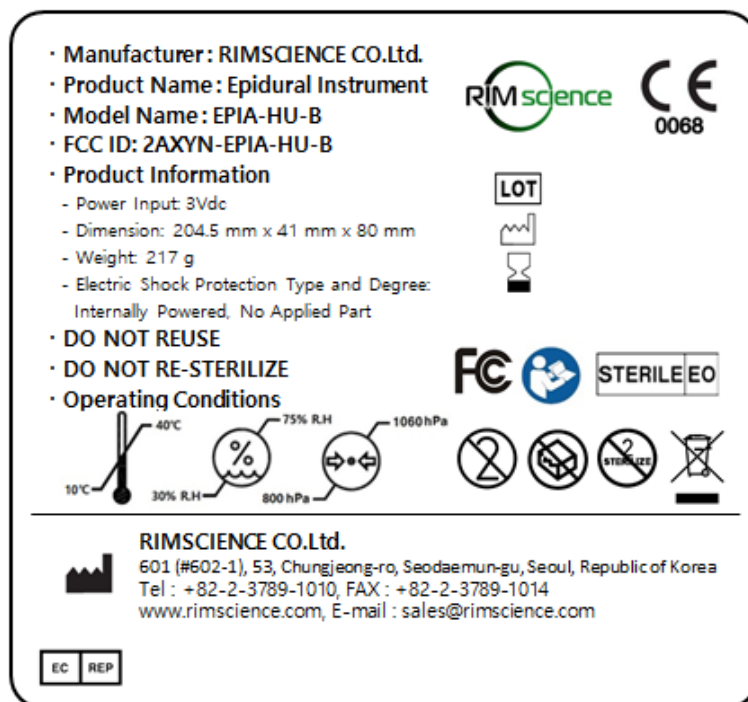 · Manufacturer : RIMSCIENCE CO.Ltd.
· Product Name : Epidural Instrument
· Model Name : EPIA-HU-B
· FCC ID: 2AXYN-EPIA-HU-B
· Product Information
- Power Input: 3Vdc
- Dimension: 204.5 mm x 41 mm x 80 mm
- Weight: 217 g
- Electric Shock Protection Type and Degree:
Internally Powered, No Applied Part
· DO NOT REUSE
· DO NOT RE-STERILIZE
· Operating Conditions
RIMscience
CE
0068
LOT
FC
STERILE EO
40℃
10℃
75% R.H
%
30% R.H
1060hPa
800 hPa
2
2
STERILIZE
RIMSCIENCE CO.Ltd.
601 (#602-1), 53, Chungjeong-ro, Seodaemun-gu, Seoul, Republic of Korea
Tel : +82-2-3789-1010, FAX : +82-2-3789-1014
www.rimscience.com, E-mail : sales@rimscience.com
EC REP